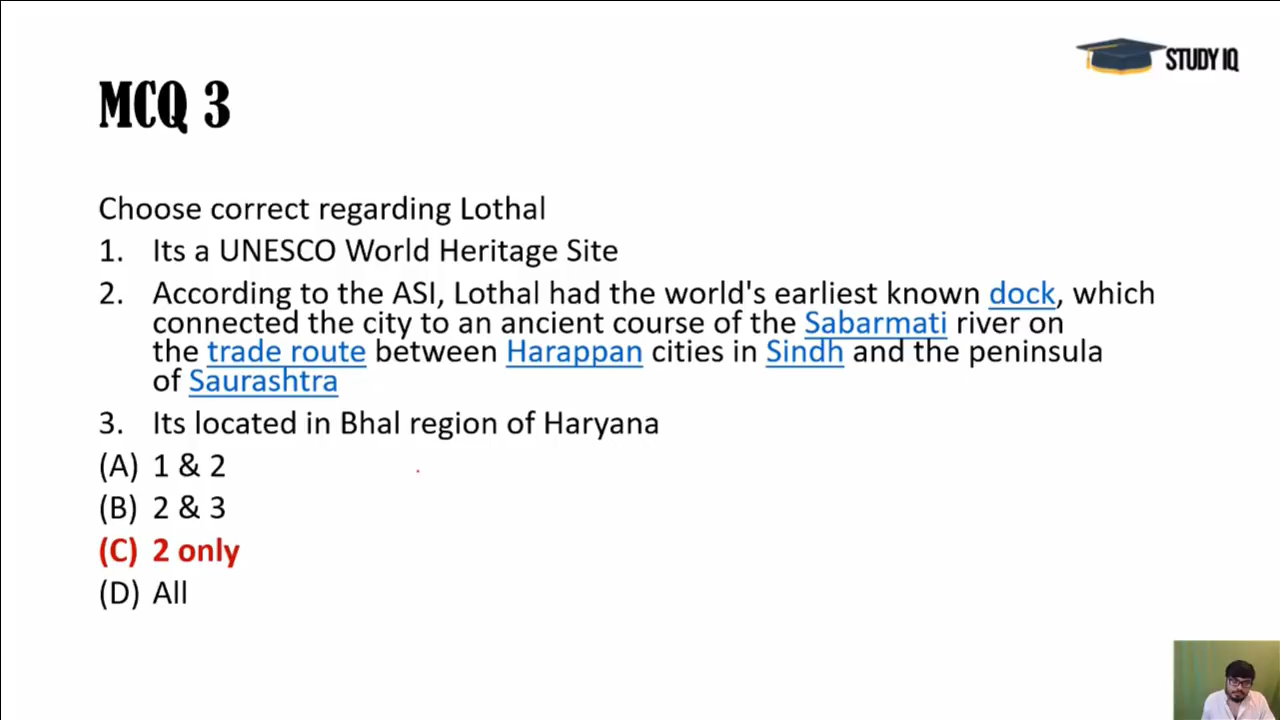 STUDY IQ
MCQ 3
Choose correct regarding Lothal
1. Its a UNESCO World Heritage Site
2. According to the ASI, Lothal had the world's earliest known dock, which
connected the city to an ancient course of the Sabarmati river on
the trade route between Harappan cities in Sindh and the peninsula
of Saurashtra
3. Its located in Bhal region of Haryana
(A) 1 & 2
(B) 2 & 3
(C) 2 only
(D) All